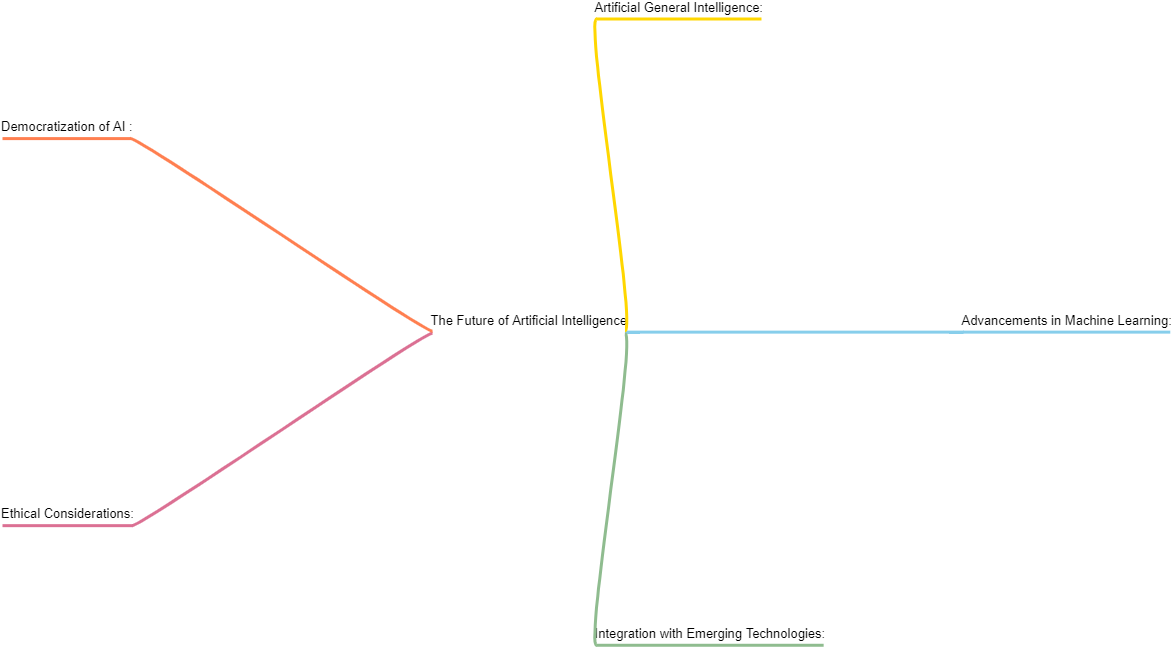 Artificial General Intelligence:
Democratization of AI :
The Future of Artificial Intelligence
Advancements in Machine Learning:
Ethical Considerations:
Integration with Emerging Technologies: